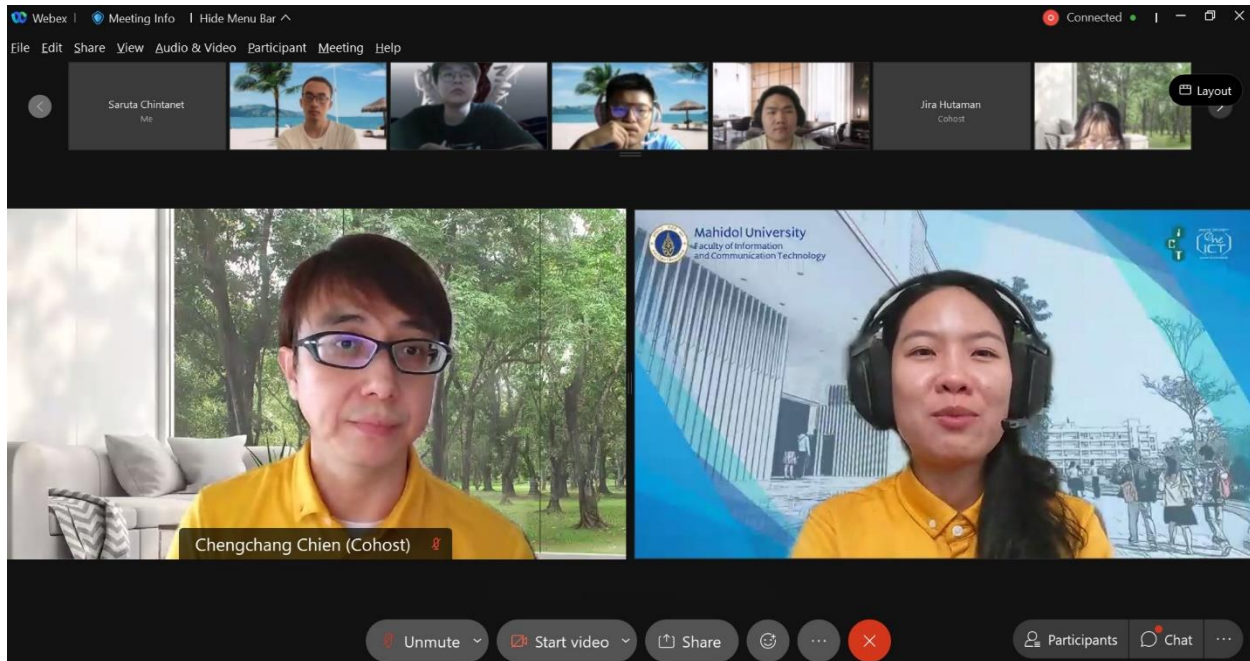 Webex
Meeting Info
Hide Menu Bar
Connected
File Edit Share View Audio & Video Participant Meeting Help
Saruta Chintanet
Me
Jira Hutaman
Cohost
Layout
Mahidol University
Faculty of Information
and Communication Technology
i
C
T
One
ICT
Chengchang Chien (Cohost)
Unmute
Start video
Share
Participants
Chat